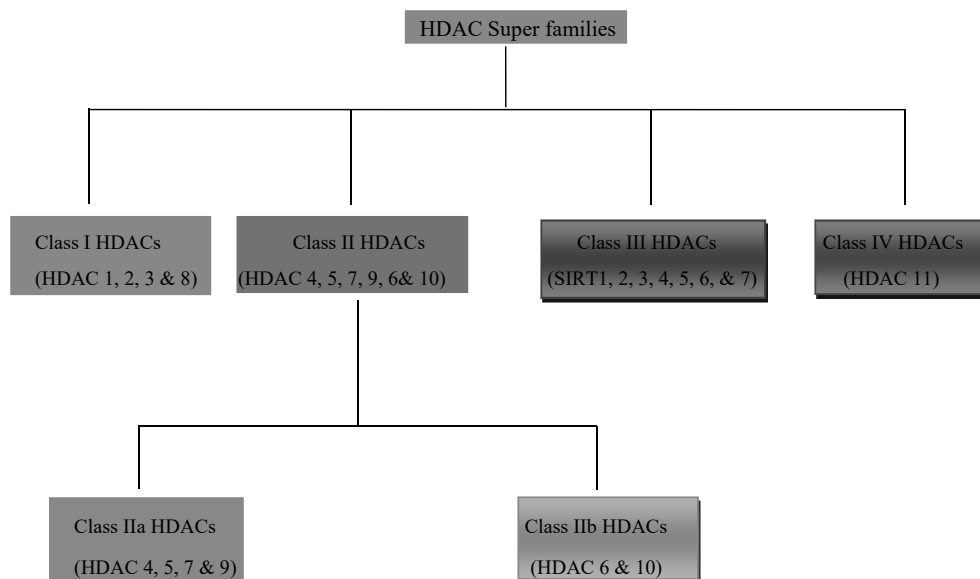 HDAC Super families
Class I HDACs
(HDAC 1, 2, 3 & 8)
Class II HDACs
(HDAC 4, 5, 7, 9, 6& 10)
Class III HDACs
(SIRT1, 2, 3, 4, 5, 6, & 7)
Class IV HDACs
(HDAC 11)
Class IIa HDACs
(HDAC 4, 5, 7 & 9)
Class IIb HDACs
(HDAC 6 & 10)